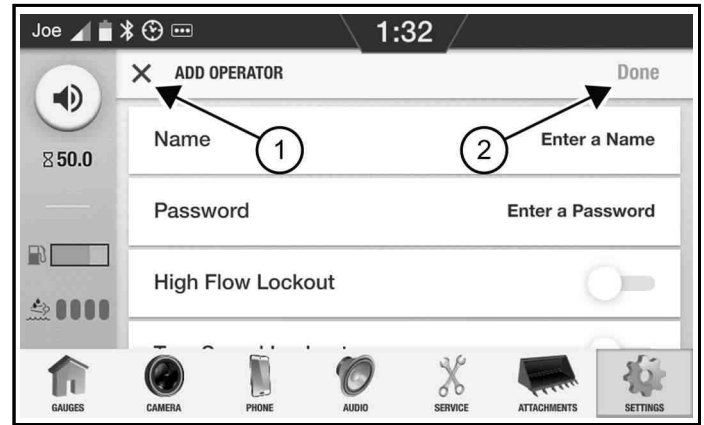 Joe 1:32
ADD OPERATOR Done
1 2
Name Enter a Name
50.0
Password Enter a Password
High Flow Lockout
GAUGES CAMERA PHONE AUDIO SERVICE ATTACHMENTS SETTINGS